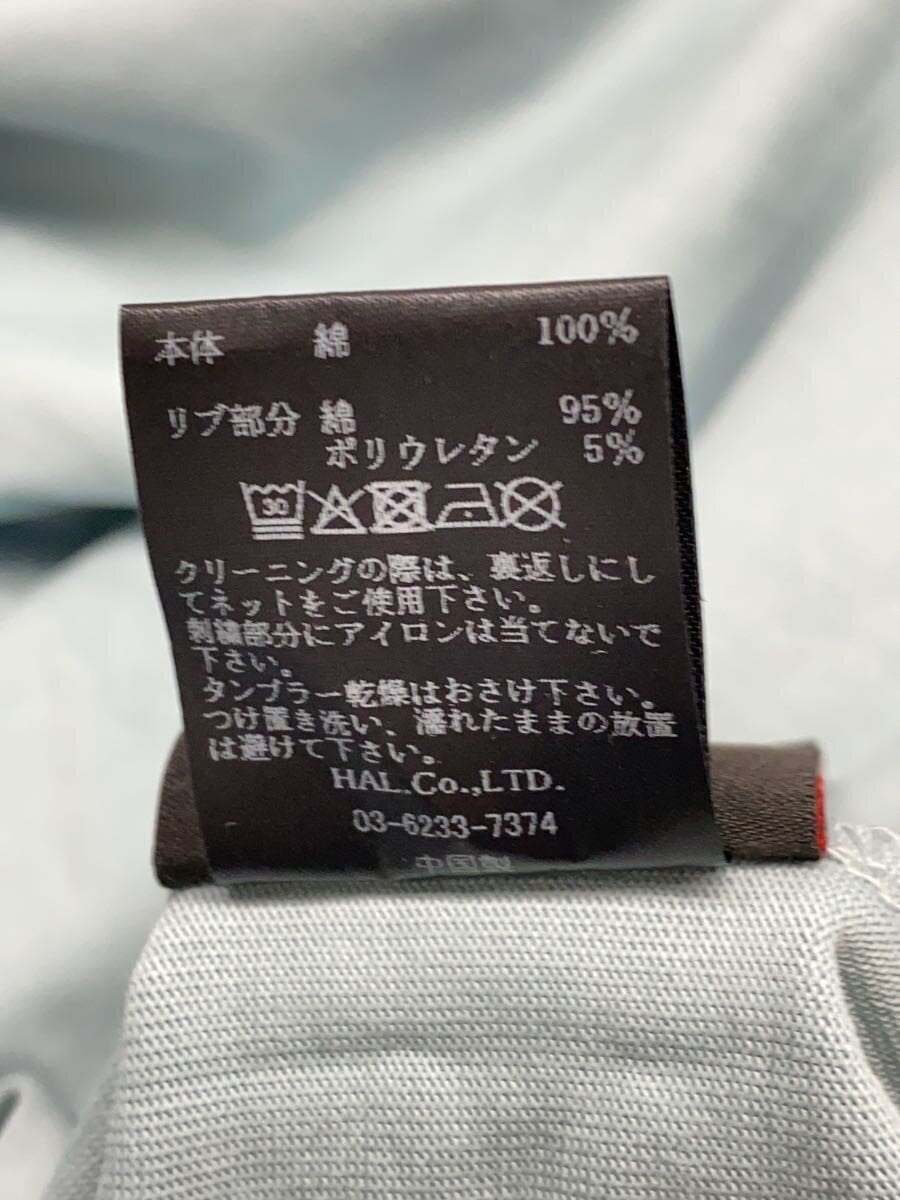 本体 綿 100%
リブ部分 綿 95%
ポリウレタン 5%
30
クリーニングの際は、裏返しにし
てネットをご使用下さい。
刺繍部分にアイロンは当てないで
下さい。
タンブラー乾燥はおさけ下さい。
つけ置き洗い、濡れたままの放置
は避けて下さい。
HAL.Co.,LTD.
03-6233-7374
中国製